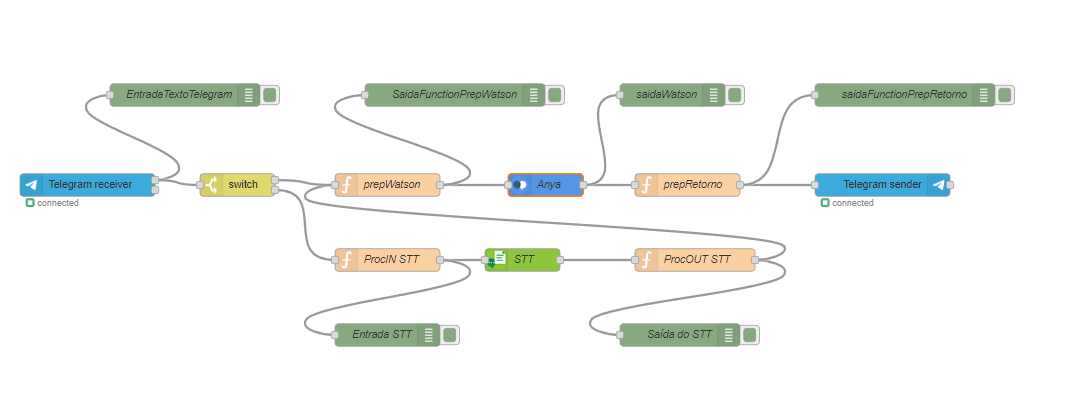 EntradaTextoTelegram
SaidaFunctionPrepWatson
saidaWatson
saidaFunctionPrepRetorno
Telegram receiver
switch
prepWatson
Anya
prepRetorno
Telegram sender
connected
connected
ProcIN STT
STT
ProcOUT STT
Entrada STT
Saída do STT